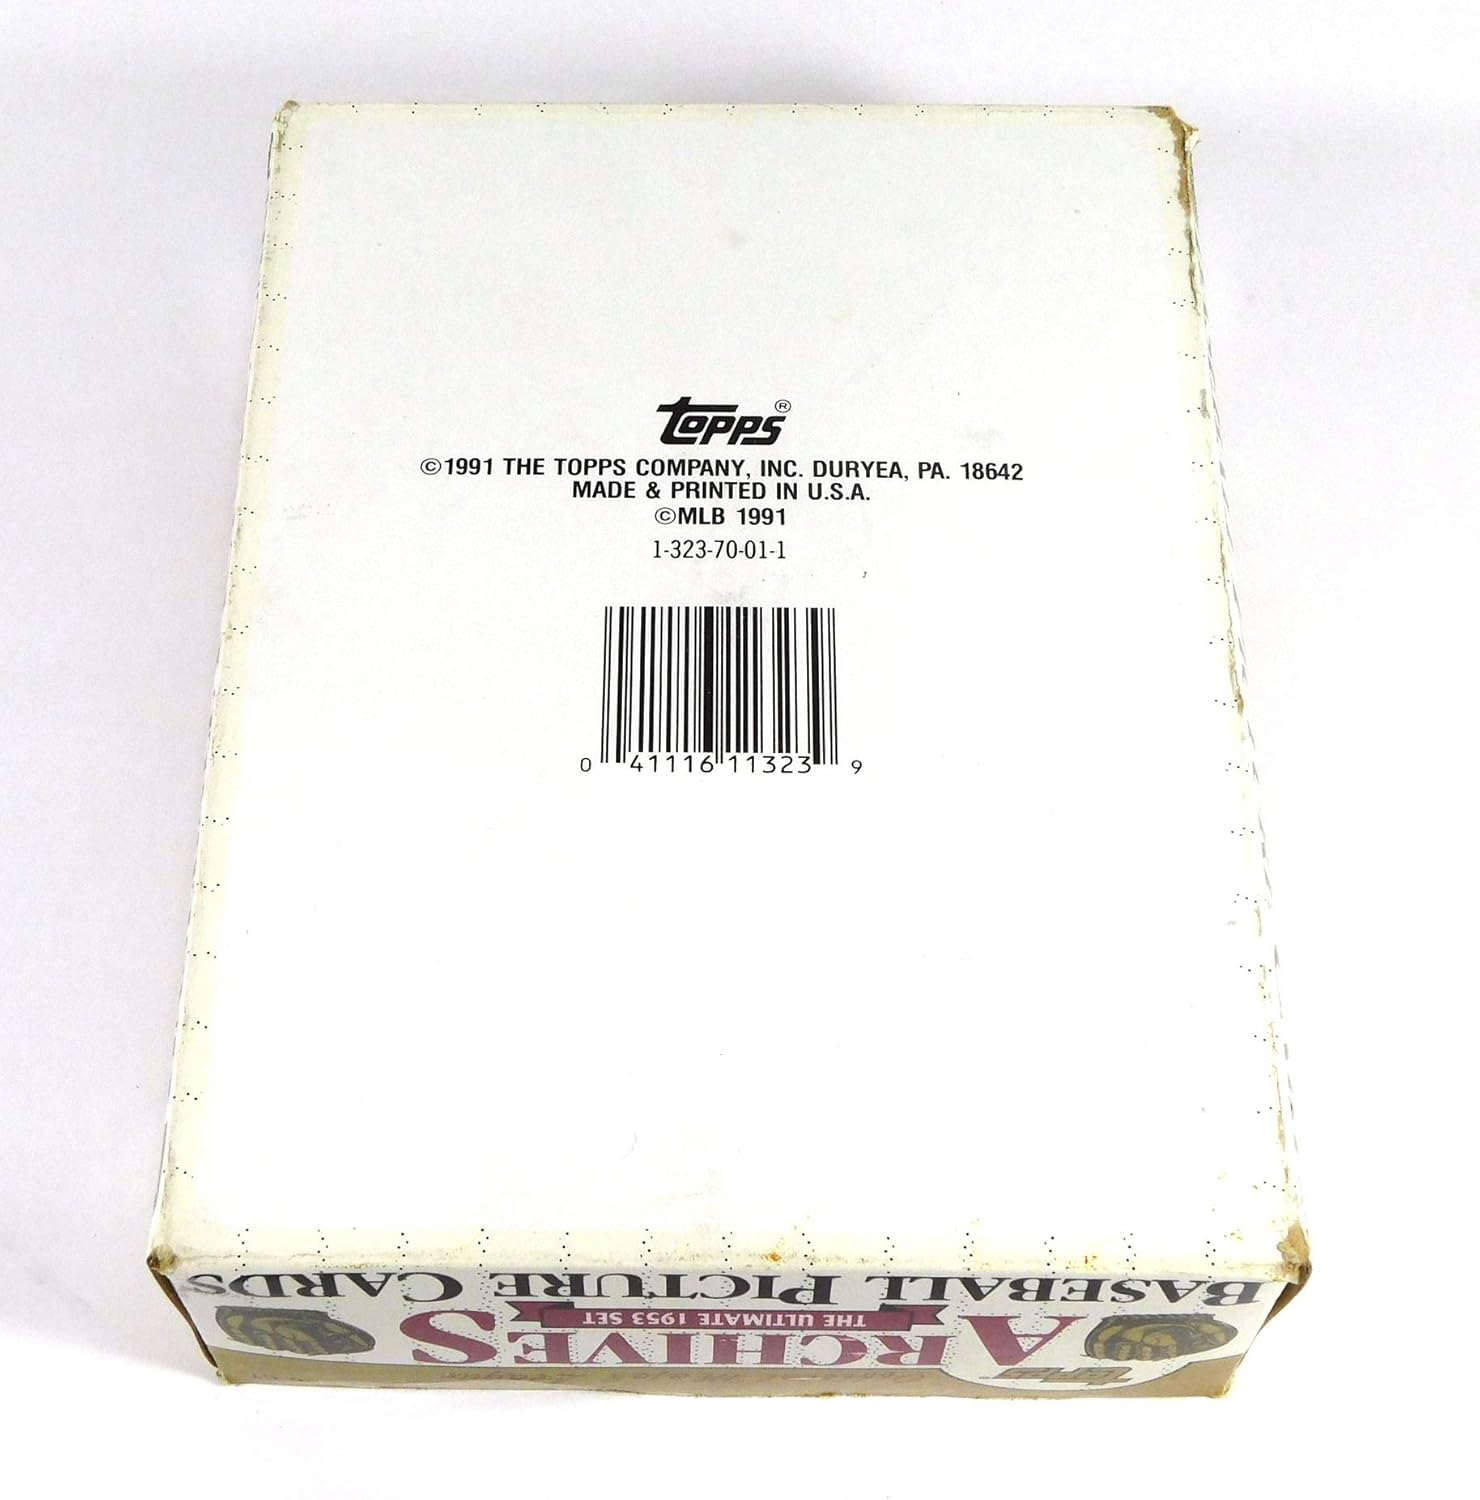 Topps®
©1991 THE TOPPS COMPANY, INC. DURYEA, PA. 18642
MADE & PRINTED IN U.S.A.
©MLB 1991
1-323-70-01-1
0 41116 11323 9
BASEBALL PICTURE CARDS
THE ULTIMATE 1953 SET
ARCHIVES
Topps